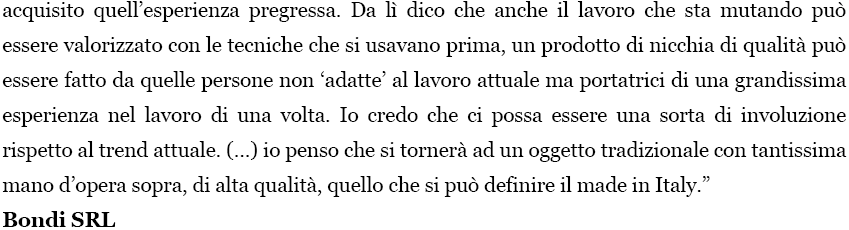 acquisito quell’esperienza pregressa. Da lì dico che anche il lavoro che sta mutando può
essere valorizzato con le tecniche che si usavano prima, un prodotto di nicchia di qualità può
essere fatto da quelle persone non ‘adatte’ al lavoro attuale ma portatrici di una grandissima
esperienza nel lavoro di una volta. Io credo che ci possa essere una sorta di involuzione
rispetto al trend attuale. (…) io penso che si tornerà ad un oggetto tradizionale con tantissima
mano d’opera sopra, di alta qualità, quello che si può definire il made in Italy.”
Bondi SRL